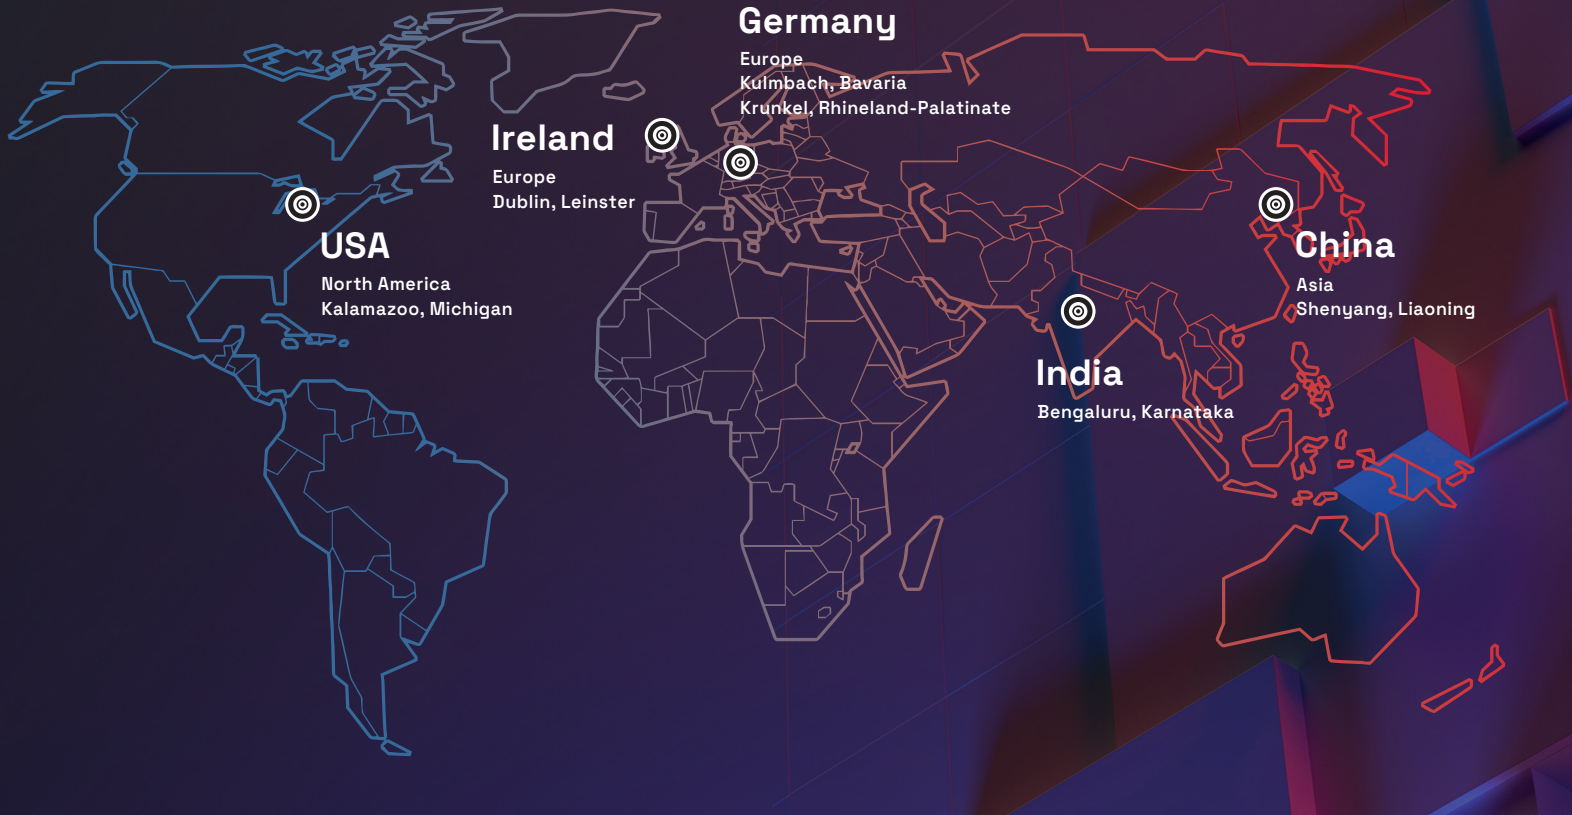 Germany
Europe
Kulmbach, Bavaria
Krunkel, Rhineland-Palatinate
Ireland
Europe
Dublin, Leinster
USA
North America
Kalamazoo, Michigan
China
Asia
Shenyang, Liaoning
India
Bengaluru, Karnataka